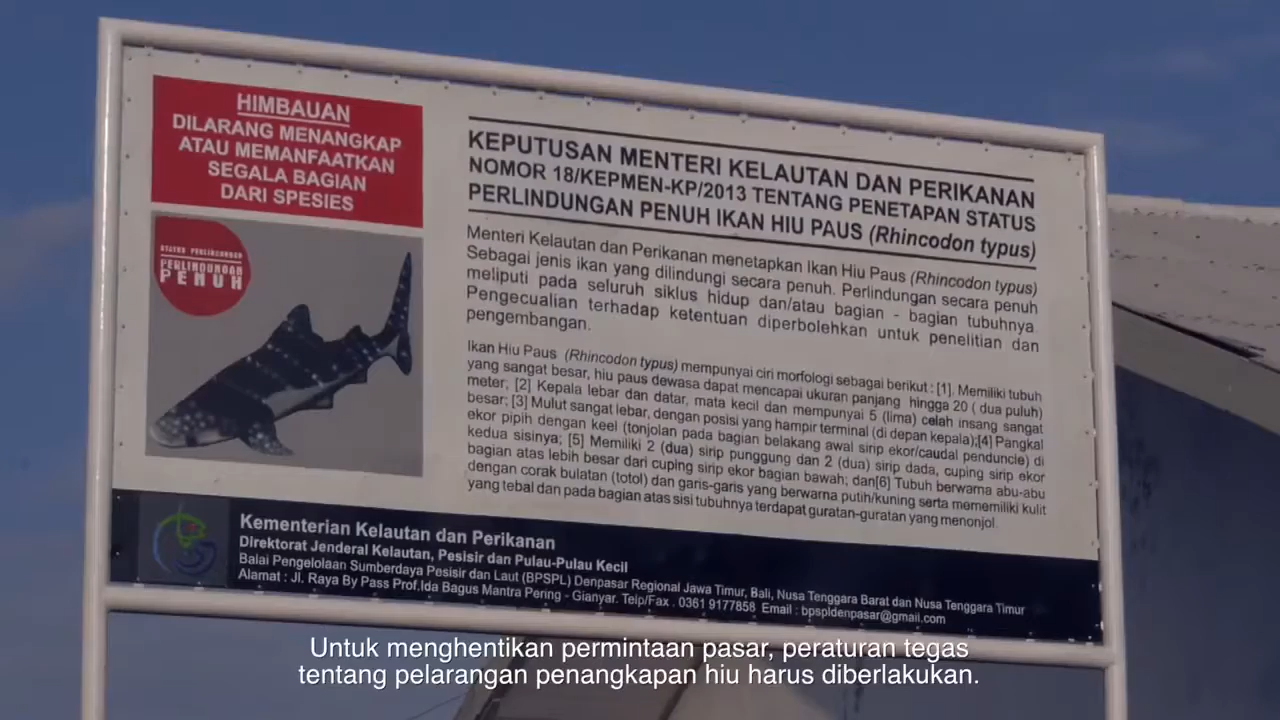 HIMBAUAN
DILARANG MENANGKAP
ATAU MEMANFAATKAN
SEGALA BAGIAN
DARI SPESIES
STATUS PERLINDUNGAN
PERLINDUNGAN
PENUH
KEPUTUSAN MENTERI KELAUTAN DAN PERIKANAN
NOMOR 18/KEPMEN-KP/2013 TENTANG PENETAPAN STATUS
PERLINDUNGAN PENUH IKAN HIU PAUS (Rhincodon typus)
Menteri Kelautan dan Perikanan menetapkan Ikan Hiu Paus (Rhincodon typus)
Sebagai jenis ikan yang dilindungi secara penuh. Perlindungan secara penuh
meliputi pada seluruh siklus hidup dan/atau bagian - bagian tubuhnya.
Pengecualian terhadap ketentuan diperbolehkan untuk penelitian dan
pengembangan.
Ikan Hiu Paus (Rhincodon typus) mempunyai ciri morfologi sebagai berikut : [1]. Memiliki tubuh
yang sangat besar, hiu paus dewasa dapat mencapai ukuran panjang hingga 20 ( dua puluh)
meter; [2] Kepala lebar dan datar, mata kecil dan mempunyai 5 (lima) celah insang sangat
besar; [3] Mulut sangat lebar, dengan posisi yang hampir terminal (di depan kepala);[4] Pangkal
ekor pipih dengan keel (tonjolan pada bagian belakang awal sirip ekor/caudal penduncle) di
kedua sisinya; [5] Memiliki 2 (dua) sirip punggung dan 2 (dua) sirip dada, cuping sirip ekor
bagian atas lebih besar dari cuping sirip ekor bagian bawah; dan[6] Tubuh berwarna abu-abu
dengan corak bulatan (totol) dan garis-garis yang berwarna putih/kuning serta mememiliki kulit
yang tebal dan pada bagian atas sisi tubuhnya terdapat guratan-guratan yang menonjol.
Kementerian Kelautan dan Perikanan
Direktorat Jenderal Kelautan, Pesisir dan Pulau-Pulau Kecil
Balai Pengelolaan Sumberdaya Pesisir dan Laut (BPSPL) Denpasar Regional Jawa Timur, Bali, Nusa Tenggara Barat dan Nusa Tenggara Timur
Alamat : Jl. Raya By Pass Prof.Ida Bagus Mantra Pering - Gianyar. Telp/Fax . 0361 9177858 Email : bpspldenpasar@gmail.com
Untuk menghentikan permintaan pasar, peraturan tegas
tentang pelarangan penangkapan hiu harus diberlakukan.